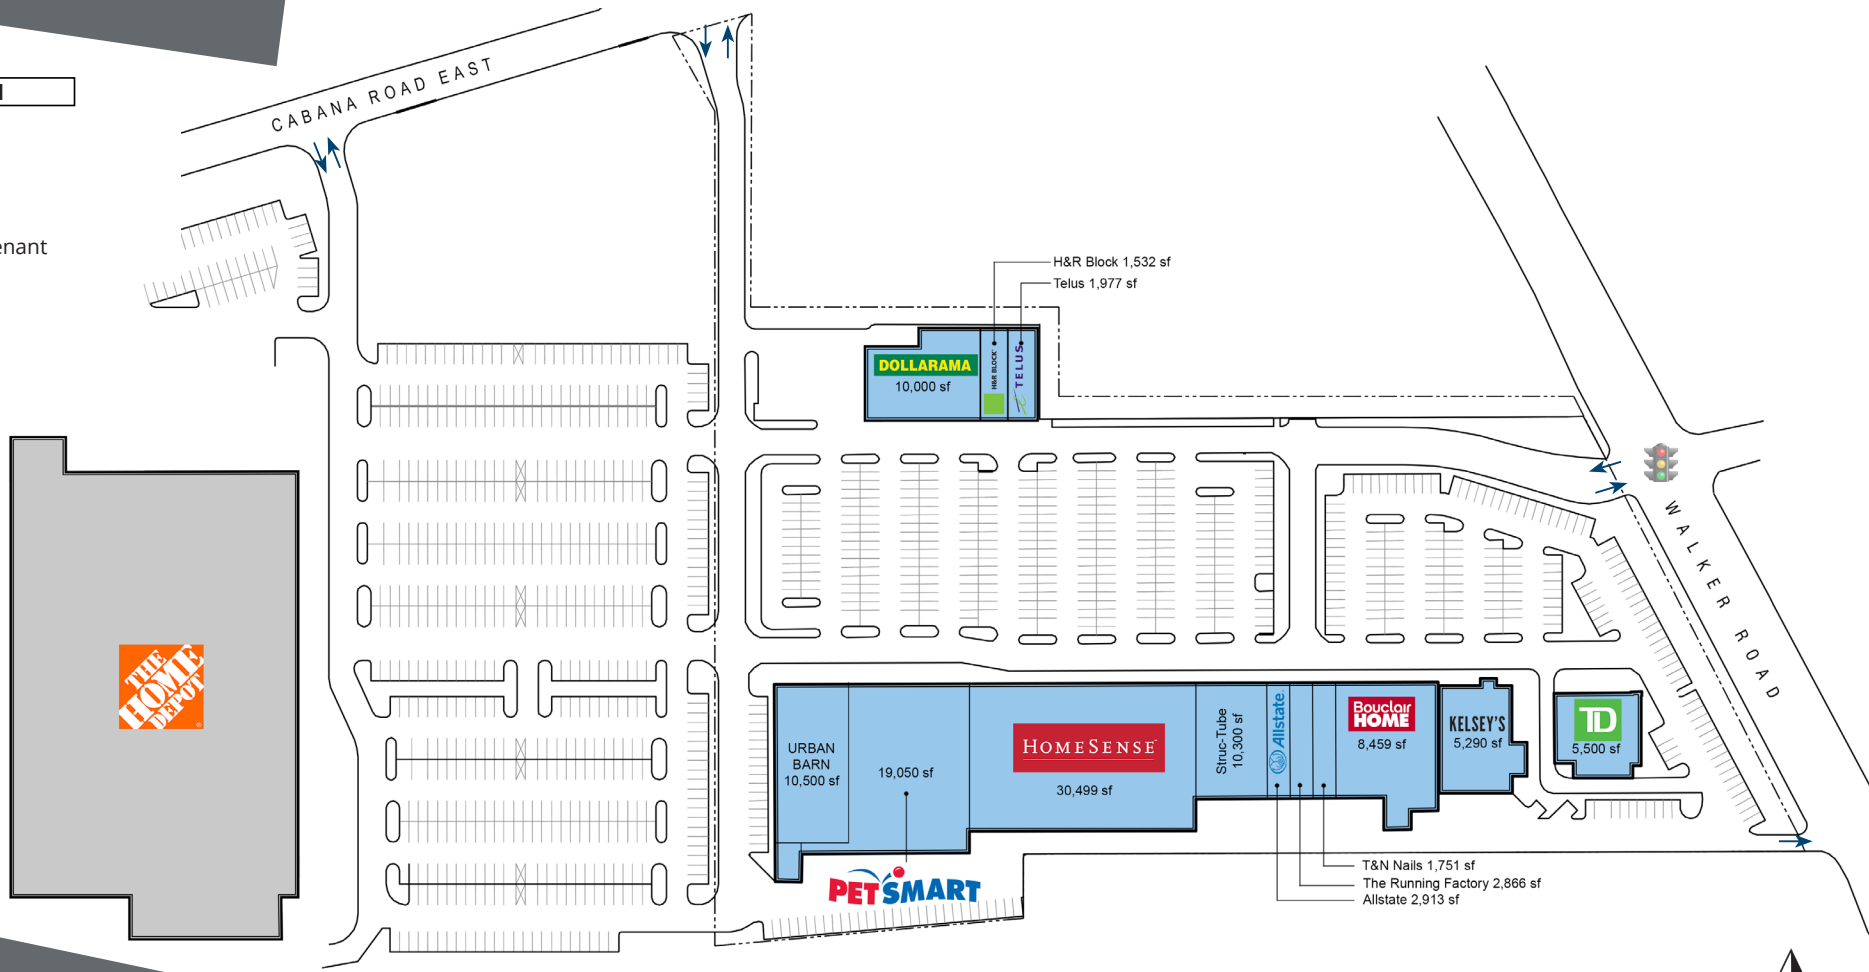 CABANA ROAD EAST
enant
H&R Block 1,532 sf
Telus 1,977 sf
DOLLARAMA
10,000 sf
H&R BLOCK
TELUS
WALKER ROAD
THE
HOME
DEPOT
URBAN
BARN
10,500 sf
19,050 sf
PETSMART
HOMESENSE
30,499 sf
Struc-Tube
10,300 sf
Allstate
Bouclair
HOME
8,459 sf
KELSEY'S
5,290 sf
TD
5,500 sf
T&N Nails 1,751 sf
The Running Factory 2,866 sf
Allstate 2,913 sf